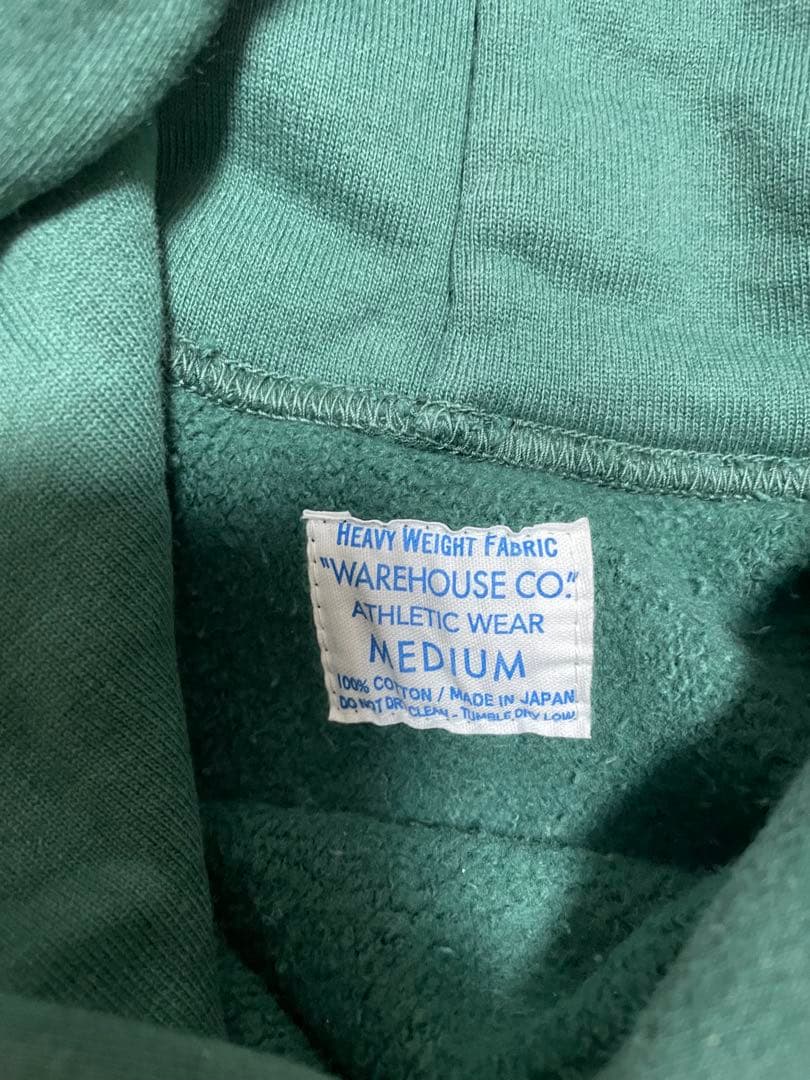 HEAVY WEIGHT FABRIC
"WAREHOUSE CO."
ATHLETIC WEAR
MEDIUM
100% COTTON / MADE IN JAPAN
DO NOT DRY CLEAN - TUMBLE DRY LOW